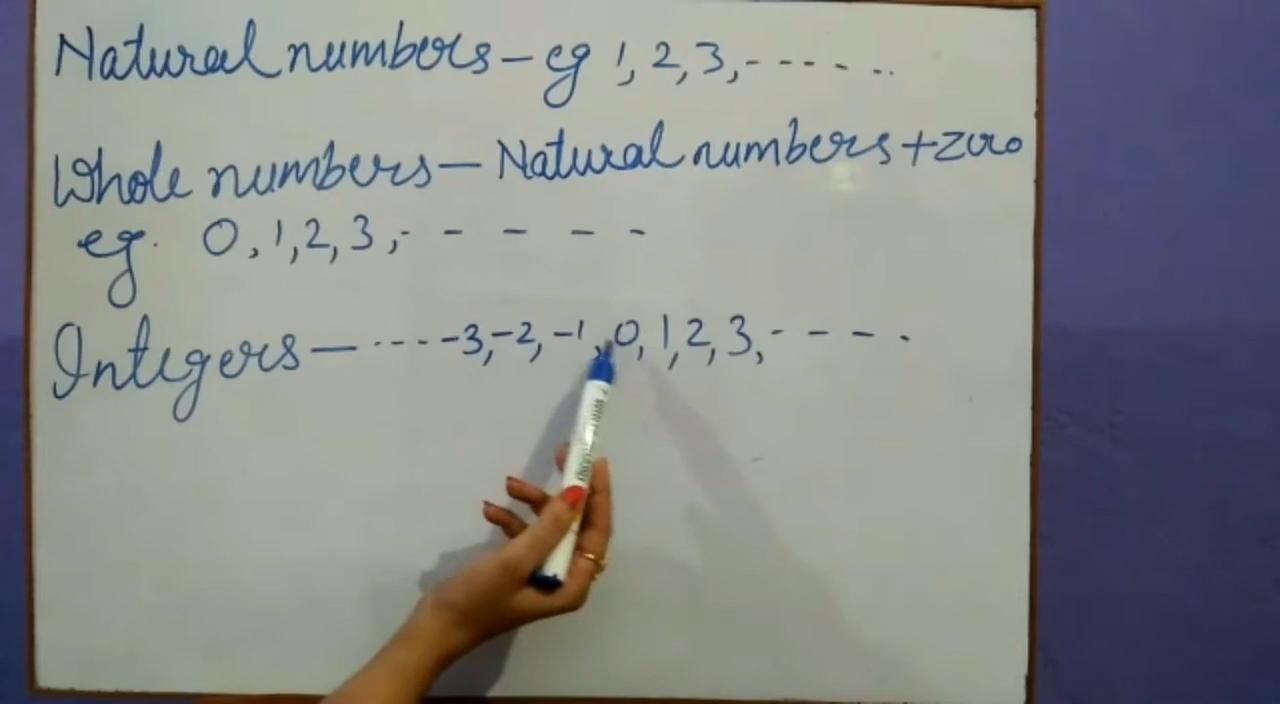 Natural numbers – eg 1, 2, 3, - - - - - -
Whole numbers – Natural numbers + zero
eg. 0, 1, 2, 3, - - - - -
Integers – - - - - -3, -2, -1, 0, 1, 2, 3, - - - -